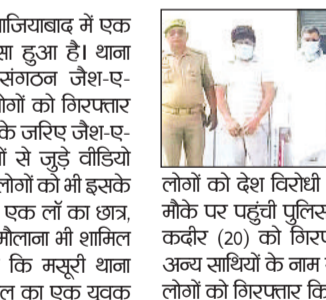 ाजियाबाद में एक
सा हुआ है। थाना
संगठन जैश-ए-
ोगों को गिरफ्तार
के जरिए जैश-ए-
ों से जुड़े वीडियो
लोगों को भी इसके
एक लॉ का छात्र,
मौलाना भी शामिल
कि मसूरी थाना
ल का एक युवक
लोगों को देश विरोधी
मौके पर पहुंची पुलिस
कदीर (20) को गिरफ
अन्य साथियों के नाम
लोगों को गिरफ्तार कि